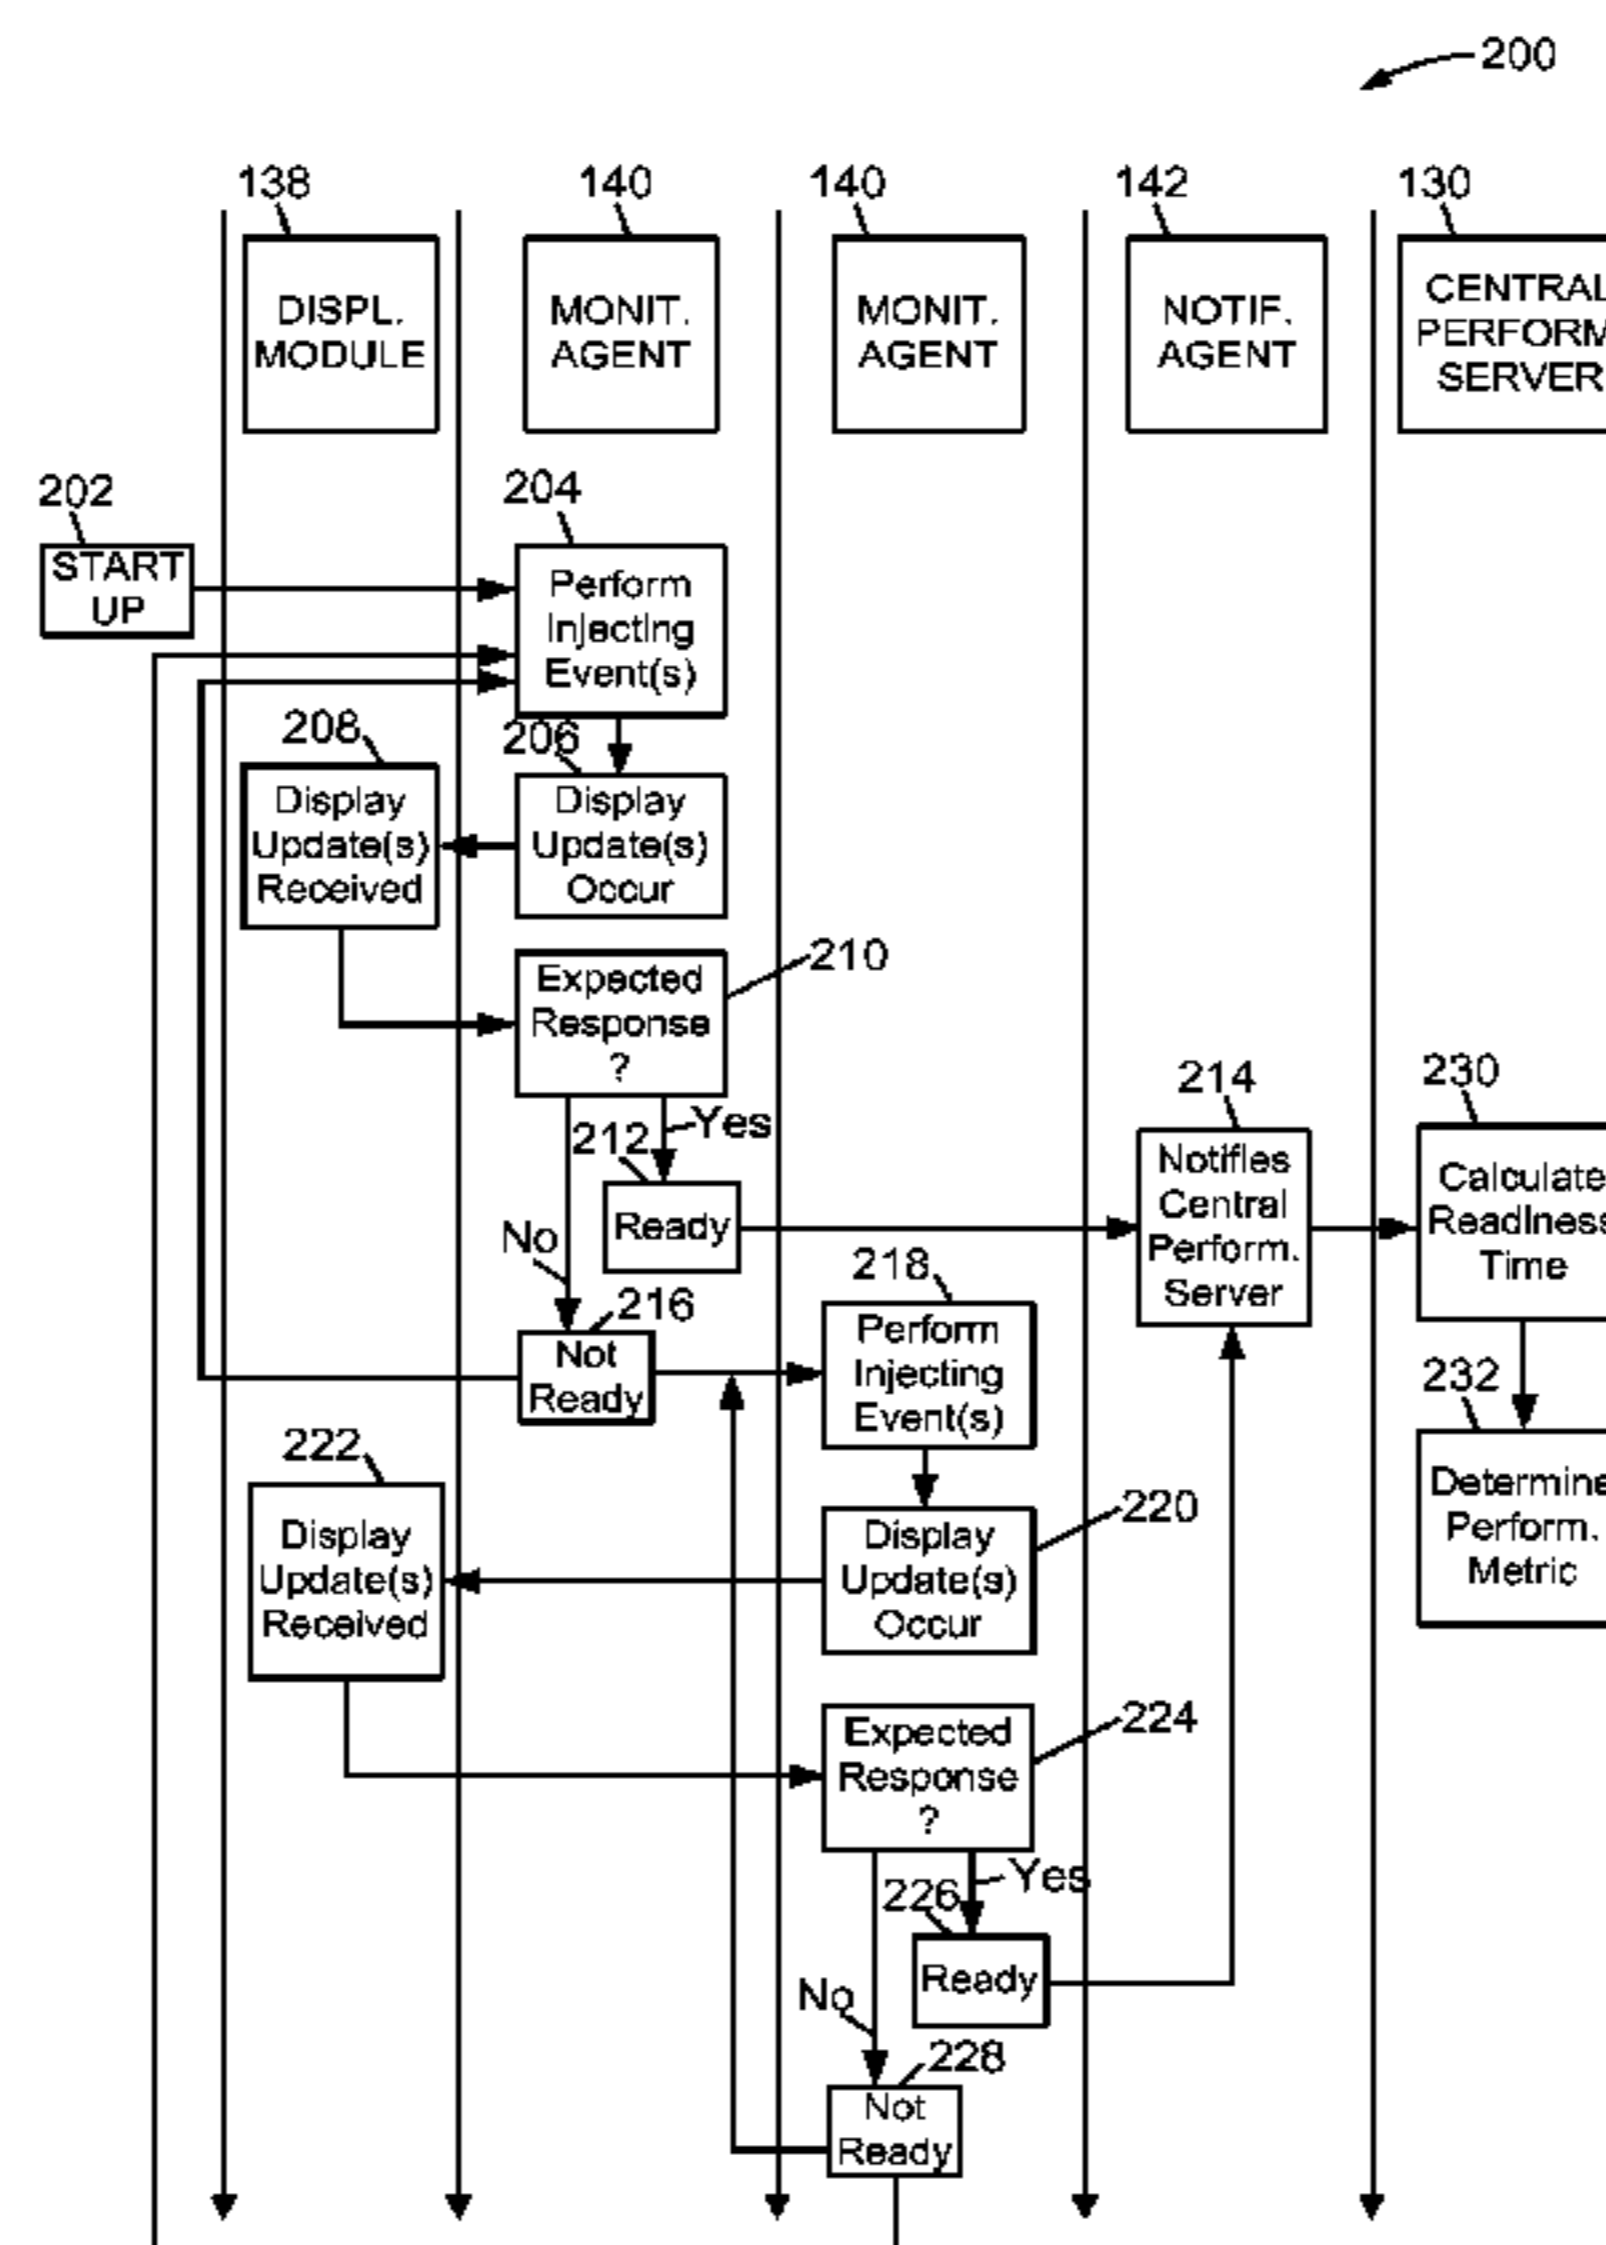 200
138
140
140
142
130
DISPL.
MODULE
MONIT.
AGENT
MONIT.
AGENT
NOTIF.
AGENT
CENTRAL
PERFORM
SERVER
202
START
UP
204
Perform
Injecting
Event(s)
206
Display
Update(s)
Occur
208
Display
Update(s)
Received
210
Expected
Response
?
Yes
212
Ready
No
216
Not
Ready
214
Notifies
Central
Perform.
Server
230
Calculate
Readiness
Time
232
Determine
Perform.
Metric
218
Perform
Injecting
Event(s)
220
Display
Update(s)
Occur
222
Display
Update(s)
Received
224
Expected
Response
?
Yes
226
Ready
No
228
Not
Ready